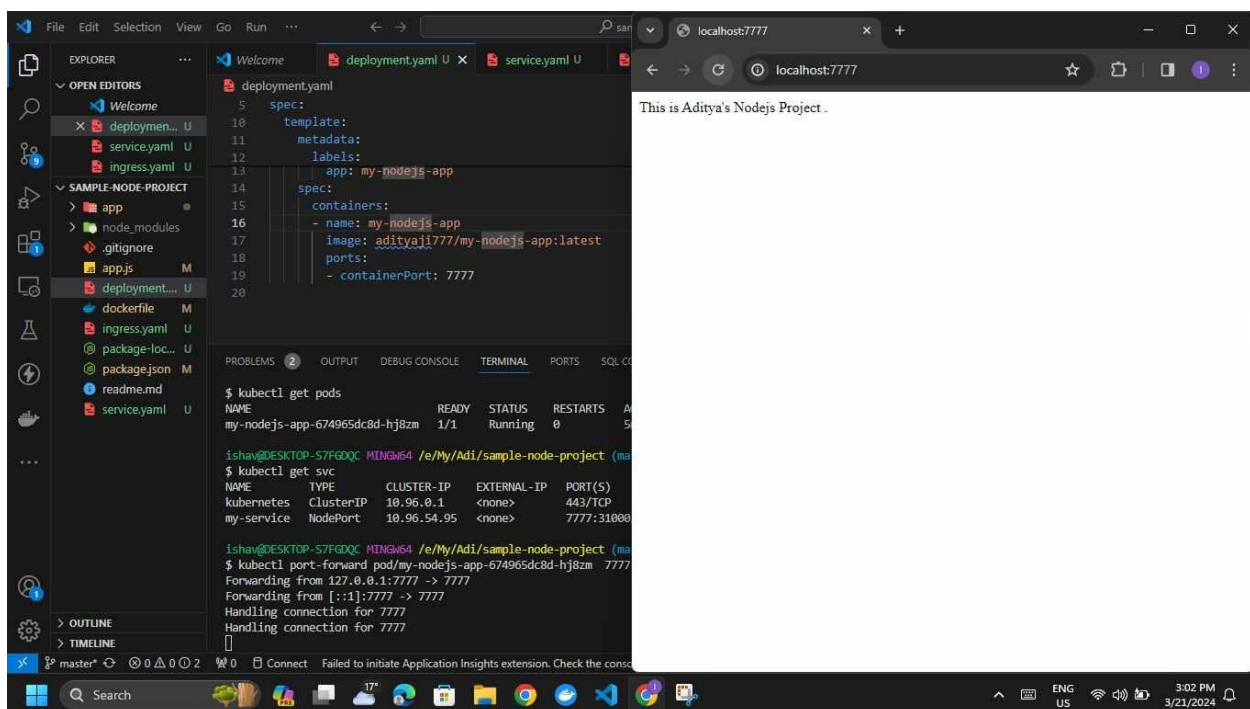 File Edit Selection View Go Run ···
EXPLORER ···
OPEN EDITORS
Welcome
deploymen... U
service.yaml U
ingress.yaml U
SAMPLE-NODE-PROJECT
app
node_modules
.gitignore
app.js M
deployment.... U
dockerfile M
ingress.yaml U
package-loc... U
package.json M
readme.md
service.yaml U
OUTLINE
TIMELINE
Welcome deployment.yaml U service.yaml U
deployment.yaml
5 spec:
10 template:
11 metadata:
12 labels:
13 app: my-nodejs-app
14 spec:
15 containers:
16 - name: my-nodejs-app
17 image: adityaji777/my-nodejs-app:latest
18 ports:
19 - containerPort: 7777
20
PROBLEMS 2 OUTPUT DEBUG CONSOLE TERMINAL PORTS SQL CO
$ kubectl get pods
NAME READY STATUS RESTARTS
my-nodejs-app-674965dc8d-hj8zm 1/1 Running 0
ishav@DESKTOP-S7FGDQC MINGW64 /e/My/Adi/sample-node-project (ma
$ kubectl get svc
NAME TYPE CLUSTER-IP EXTERNAL-IP PORT(S)
kubernetes ClusterIP 10.96.0.1 <none> 443/TCP
my-service NodePort 10.96.54.95 <none> 7777:31000
ishav@DESKTOP-S7FGDQC MINGW64 /e/My/Adi/sample-node-project (ma
$ kubectl port-forward pod/my-nodejs-app-674965dc8d-hj8zm 7777
Forwarding from 127.0.0.1:7777 -> 7777
Forwarding from [::1]:7777 -> 7777
Handling connection for 7777
Handling connection for 7777
master* 0 0 2 0 Connect Failed to initiate Application Insights extension. Check the conso
localhost:7777
localhost:7777
This is Aditya's Nodejs Project .
Search
PRE
17°
ENG
US
3:02 PM
3/21/2024